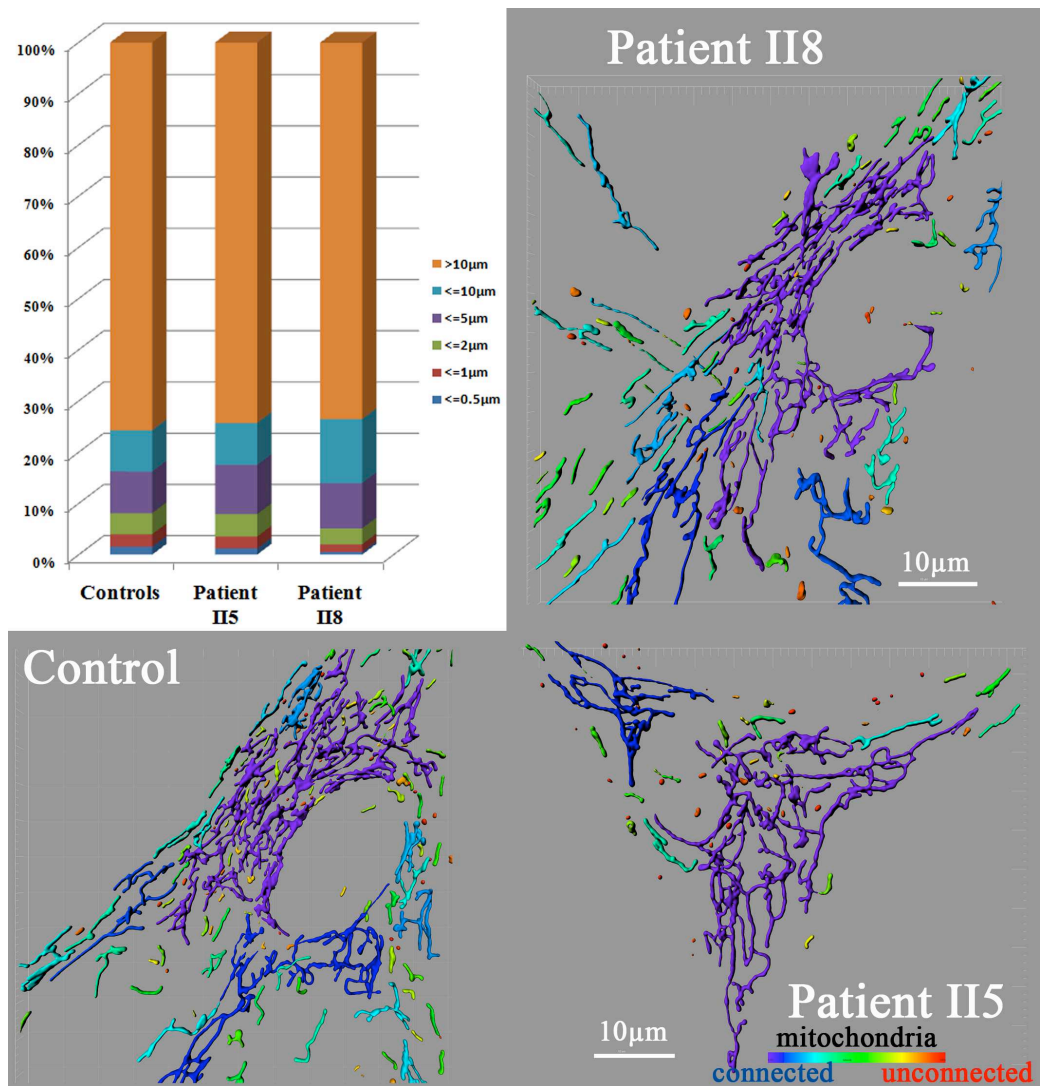 100%
90%
80%
70%
60%
50%
40%
30%
20%
10%
0%
Controls
Patient
II5
Patient
II8
>10μm
<=10μm
<=5μm
<=2μm
<=1μm
<=0.5μm
Patient II8
10μm
Control
10μm
Patient II5
mitochondria
connected
unconnected